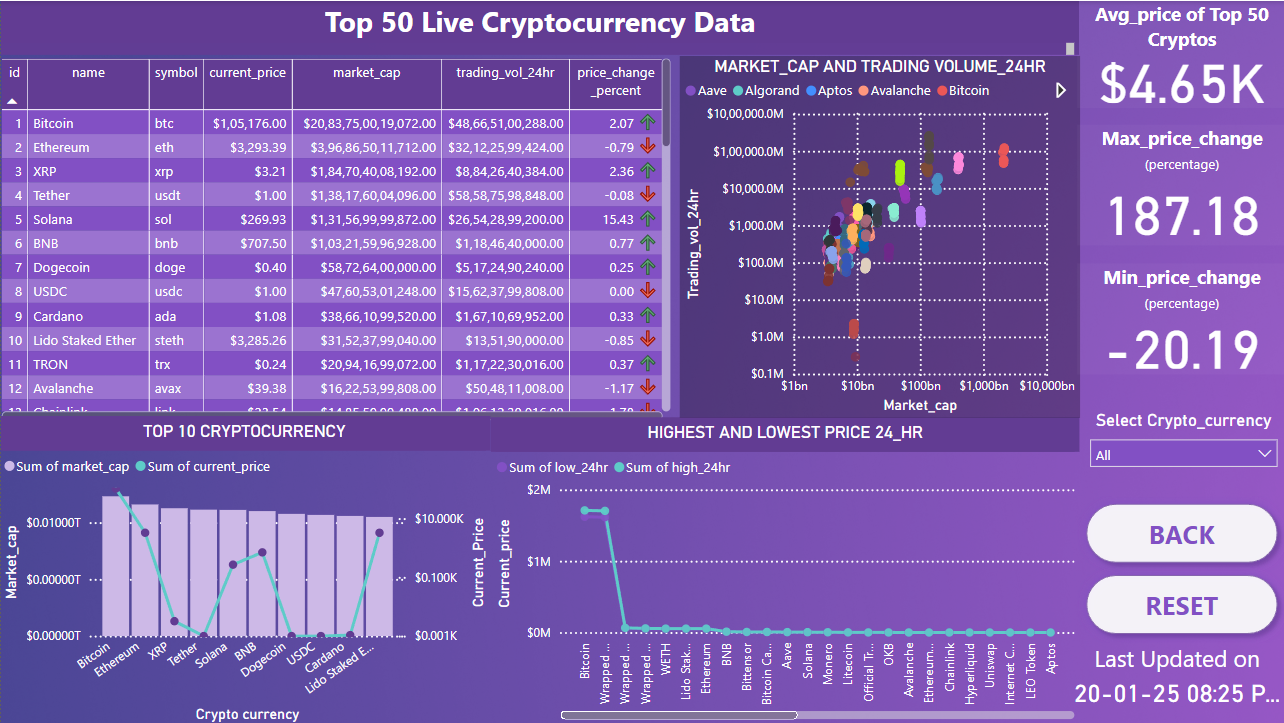 Top 50 Live Cryptocurrency Data
id name symbol current_price market_cap trading_vol_24hr price_change
_percent
1 Bitcoin btc $1,05,176.00 $20,83,75,00,19,072.00 $48,66,51,00,288.00 2.07
2 Ethereum eth $3,293.39 $3,96,86,50,11,712.00 $32,12,25,99,424.00 -0.79
3 XRP xrp $3.21 $1,84,70,40,08,192.00 $8,84,26,40,384.00 2.36
4 Tether usdt $1.00 $1,38,17,60,04,096.00 $58,58,75,98,848.00 -0.08
5 Solana sol $269.93 $1,31,56,99,99,872.00 $26,54,28,99,200.00 15.43
6 BNB bnb $707.50 $1,03,21,59,96,928.00 $1,18,46,40,000.00 0.77
7 Dogecoin doge $0.40 $58,72,64,00,000.00 $5,17,24,90,240.00 0.25
8 USDC usdc $1.00 $47,60,53,01,248.00 $15,62,37,99,808.00 0.00
9 Cardano ada $1.08 $38,66,10,99,520.00 $1,67,10,69,952.00 0.33
10 Lido Staked Ether steth $3,285.26 $31,52,37,99,040.00 $13,51,90,000.00 -0.85
11 TRON trx $0.24 $20,94,16,99,072.00 $1,17,22,30,016.00 0.37
12 Avalanche avax $39.38 $16,22,53,99,808.00 $50,48,11,008.00 -1.17
MARKET_CAP AND TRADING VOLUME_24HR
Aave Algorand Aptos Avalanche Bitcoin
Trading_vol_24hr
$10,00,000.0M
$1,00,000.0M
$10,000.0M
$1,000.0M
$100.0M
$10.0M
$1.0M
$0.1M
$1bn $10bn $100bn $1,000bn $10,000bn
Market_cap
Avg_price of Top 50
Cryptos
$4.65K
Max_price_change
(percentage)
187.18
Min_price_change
(percentage)
-20.19
Select Crypto_currency
All
BACK
RESET
Last Updated on
20-01-25 08:25 P...
TOP 10 CRYPTOCURRENCY
Sum of market_cap Sum of current_price
Market_cap
$0.01000T
$0.00000T
$0.00000T
$10.000K
$0.100K
$0.001K
Current_Price
Bitcoin
Ethereum
XRP
Tether
Solana
BNB
Dogecoin
USDC
Cardano
Lido Staked E...
Crypto currency
HIGHEST AND LOWEST PRICE 24_HR
Sum of low_24hr Sum of high_24hr
Current_price
$2M
$1M
$0M
Bitcoin
Wrapped ...
Wrapped ...
Wrapped ...
WETH
Lido Stak...
Ethereum
BNB
Bittensor
Bitcoin Ca...
Aave
Solana
Monero
Litecoin
Official Tr...
OKB
Avalanche
Ethereum...
Chainlink
Hyperliquid
Uniswap
Internet C...
LEO Token
Aptos